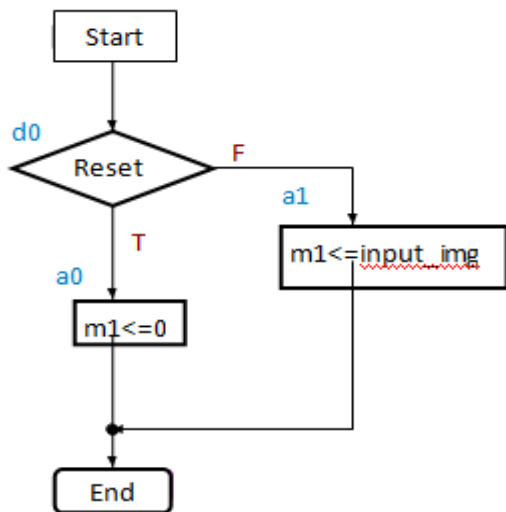 Start
d0
Reset
F
a1
T
m1<=input_img
a0
m1<=0
End